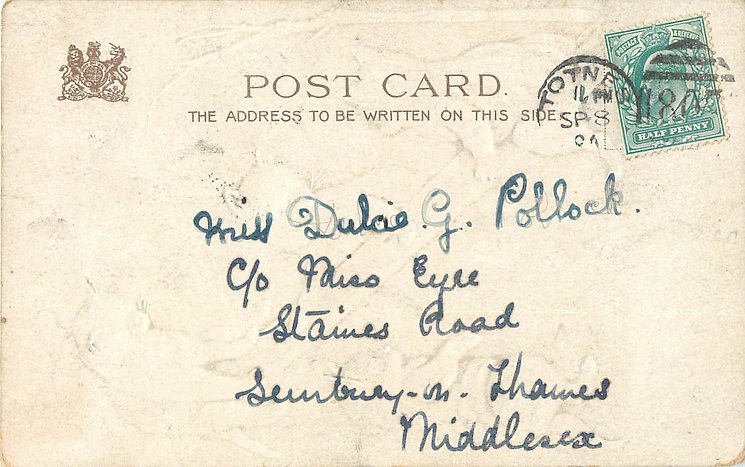 POST CARD.
THE ADDRESS TO BE WRITTEN ON THIS SIDE
POSTAGE & REVENUE
HALF PENNY
TOTNES
SP 8
Miss Dulcie. G. Pollock.
C/o Miss Eyre
Staines Road
Sunbury-on-Thames
Middlesex